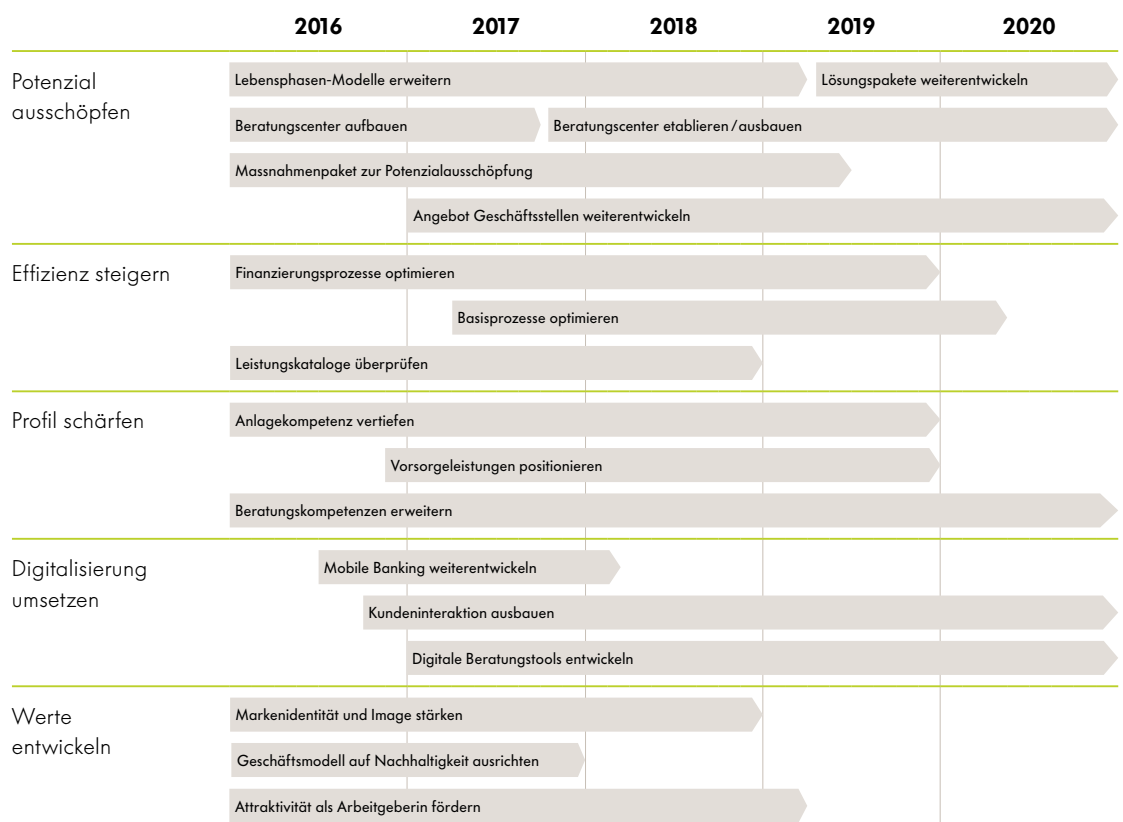 2016 2017 2018 2019 2020
Potenzial
ausschöpfen
Lebensphasen-Modelle erweitern
Lösungspakete weiterentwickeln
Beratungscenter aufbauen
Beratungscenter etablieren/ausbauen
Massnahmenpaket zur Potenzialausschöpfung
Angebot Geschäftsstellen weiterentwickeln
Effizienz steigern
Finanzierungsprozesse optimieren
Basisprozesse optimieren
Leistungskataloge überprüfen
Profil schärfen
Anlagekompetenz vertiefen
Vorsorgeleistungen positionieren
Beratungskompetenzen erweitern
Digitalisierung
umsetzen
Mobile Banking weiterentwickeln
Kundeninteraktion ausbauen
Digitale Beratungstools entwickeln
Werte
entwickeln
Markenidentität und Image stärken
Geschäftsmodell auf Nachhaltigkeit ausrichten
Attraktivität als Arbeitgeberin fördern